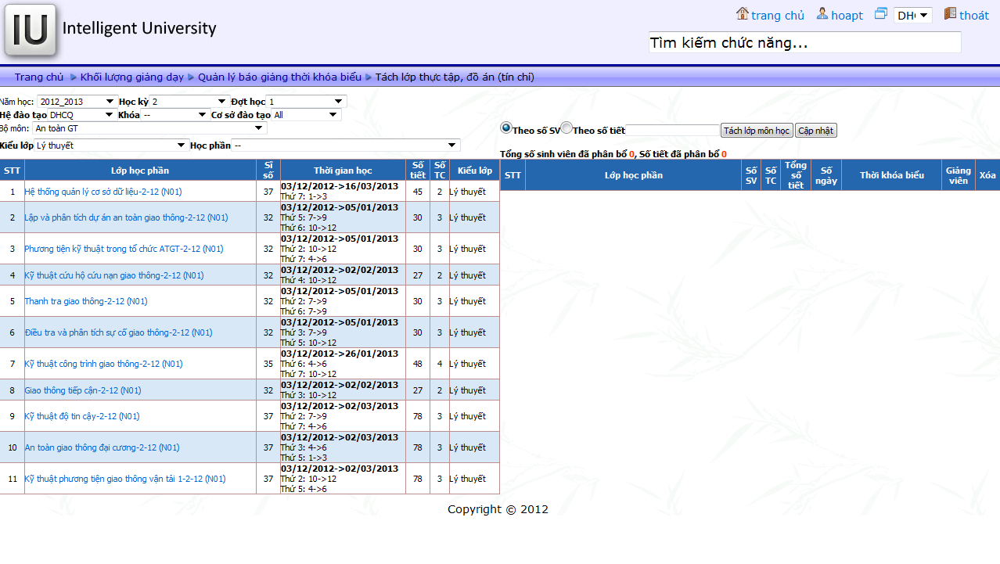 IU Intelligent University
trang chủ hoapt DHC thoát
Tìm kiếm chức năng...
Trang chủ Khối lượng giảng dạy Quản lý báo giảng thời khóa biểu Tách lớp thực tập, đồ án (tín chỉ)
Năm học: 2012_2013 Học kỳ 2 Đợt học 1
Hệ đào tạo DHCQ Khóa -- Cơ sở đào tạo All
Bộ môn: An toàn GT
Theo số SV Theo số tiết Tách lớp môn học Cập nhật
Kiểu lớp Lý thuyết Học phần --
Tổng số sinh viên đã phân bổ 0, Số tiết đã phân bổ 0
STT Lớp học phần Sĩ số Thời gian học Số tiết Số TC Kiểu lớp
1 Hệ thống quản lý cơ sở dữ liệu-2-12 (N01) 37 03/12/2012->16/03/2013 45 2 Lý thuyết
Thứ 7: 1->3
2 Lập và phân tích dự án an toàn giao thông-2-12 (N01) 32 03/12/2012->05/01/2013 30 3 Lý thuyết
Thứ 5: 7->9
Thứ 6: 10->12
3 Phương tiện kỹ thuật trong tổ chức ATGT-2-12 (N01) 32 03/12/2012->05/01/2013 30 3 Lý thuyết
Thứ 2: 10->12
Thứ 7: 4->6
4 Kỹ thuật cứu hộ cứu nạn giao thông-2-12 (N01) 32 03/12/2012->02/02/2013 27 2 Lý thuyết
Thứ 4: 10->12
5 Thanh tra giao thông-2-12 (N01) 32 03/12/2012->05/01/2013 30 3 Lý thuyết
Thứ 2: 7->9
Thứ 6: 7->9
6 Điều tra và phân tích sự cố giao thông-2-12 (N01) 32 03/12/2012->05/01/2013 30 3 Lý thuyết
Thứ 3: 7->9
Thứ 5: 10->12
7 Kỹ thuật công trình giao thông-2-12 (N01) 35 03/12/2012->26/01/2013 48 4 Lý thuyết
Thứ 6: 4->6
Thứ 7: 10->12
8 Giao thông tiếp cận-2-12 (N01) 32 03/12/2012->02/02/2013 27 2 Lý thuyết
Thứ 3: 10->12
9 Kỹ thuật độ tin cậy-2-12 (N01) 37 03/12/2012->02/03/2013 78 3 Lý thuyết
Thứ 2: 7->9
Thứ 7: 4->6
10 An toàn giao thông đại cương-2-12 (N01) 37 03/12/2012->02/03/2013 78 3 Lý thuyết
Thứ 3: 4->6
Thứ 5: 1->3
11 Kỹ thuật phương tiện giao thông vận tải 1-2-12 (N01) 37 03/12/2012->02/03/2013 78 3 Lý thuyết
Thứ 2: 10->12
Thứ 5: 4->6
STT Lớp học phần Số SV Số TC Tổng số tiết Số ngày Thời khóa biểu Giảng viên Xóa
Copyright © 2012